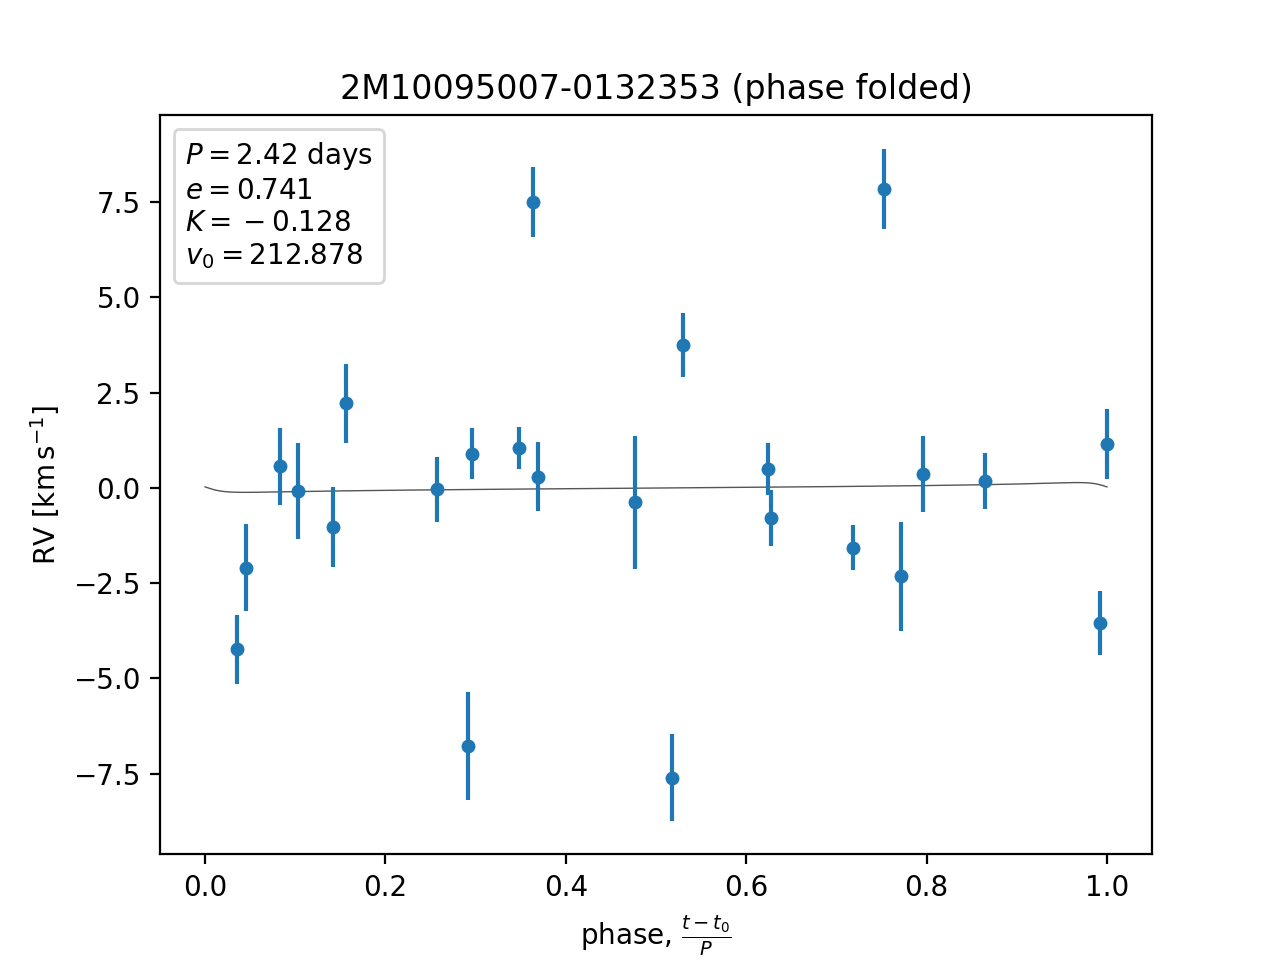 2M10095007-0132353 (phase folded)
P = 2.42 days
e = 0.741
K = −0.128
v₀ = 212.878
7.5
5.0
2.5
0.0
−2.5
−5.0
−7.5
RV [km s⁻¹]
0.0 0.2 0.4 0.6 0.8 1.0
phase, (t − t₀)/P